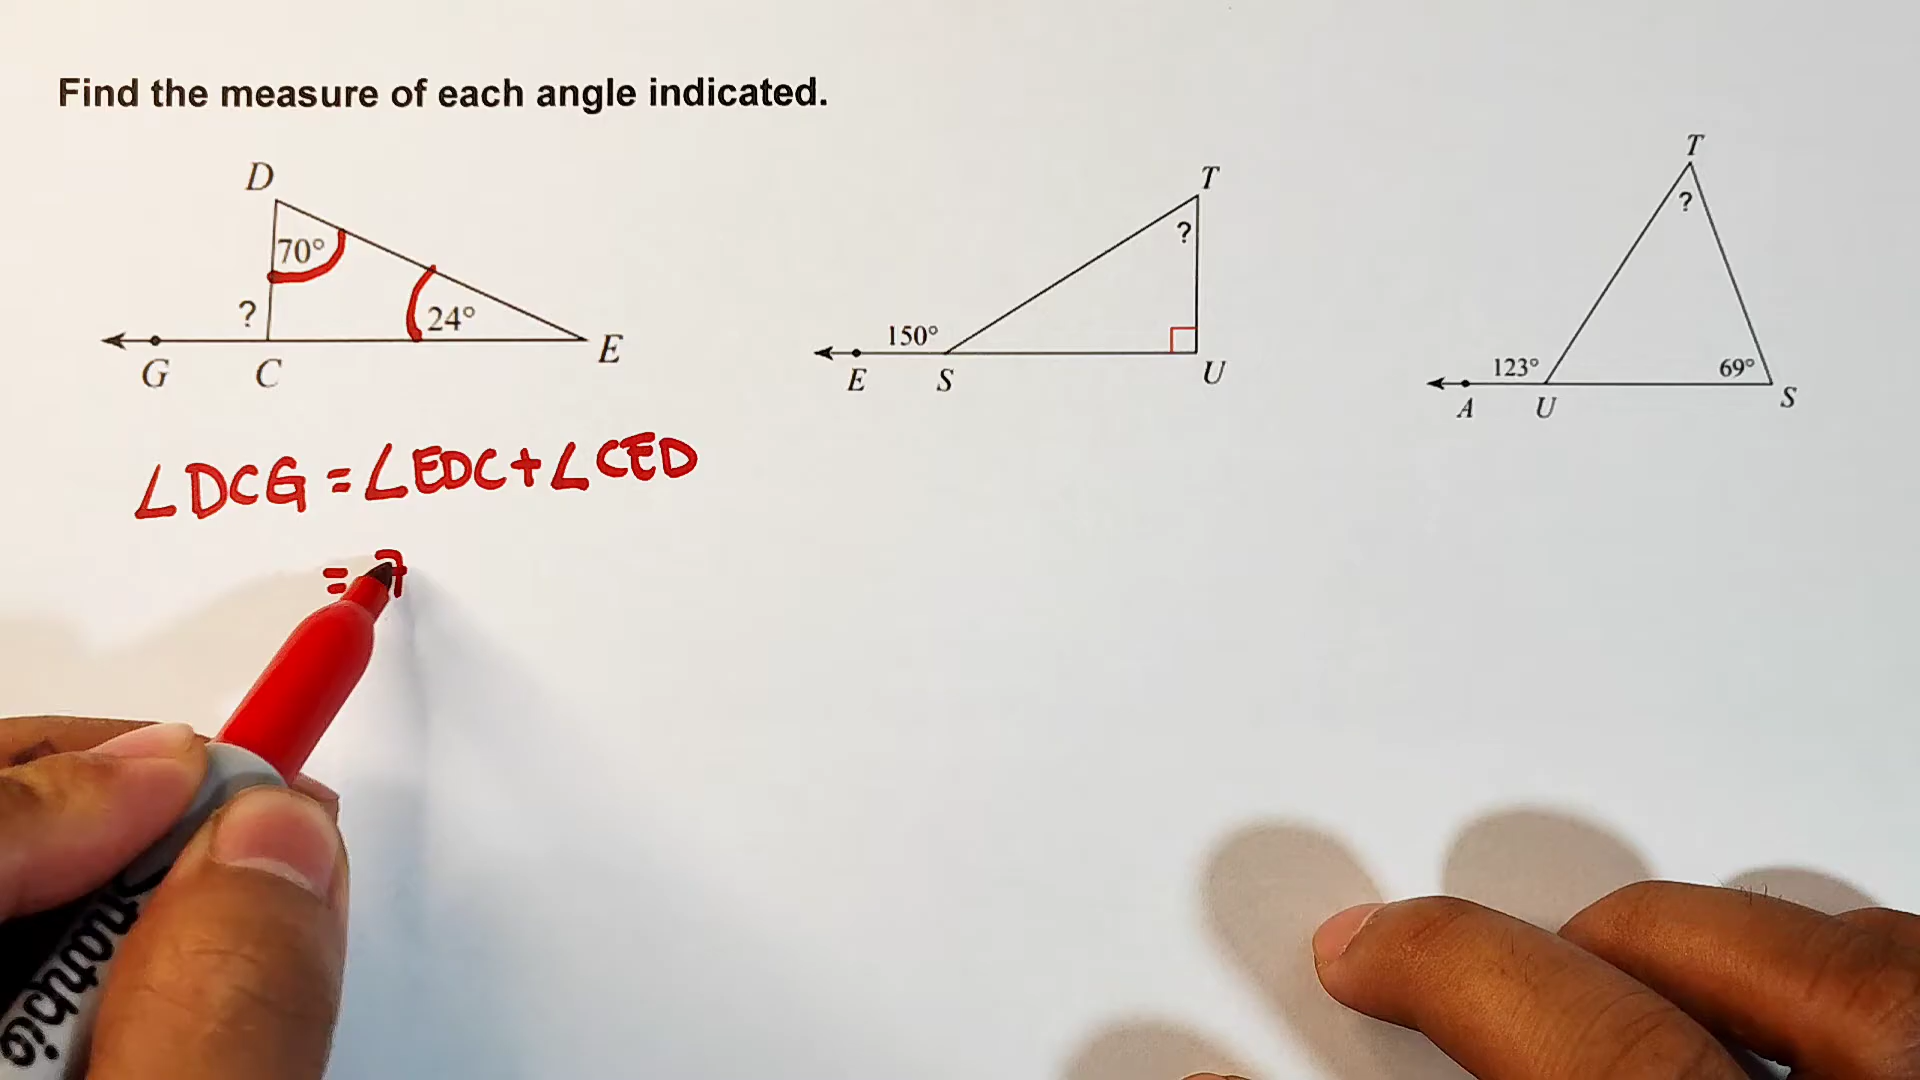 Find the measure of each angle indicated.
D
70°
?
24°
G
C
E
T
?
150°
E
S
U
T
?
123°
69°
A
U
S
∠DCG = ∠EDC + ∠CED
= 7